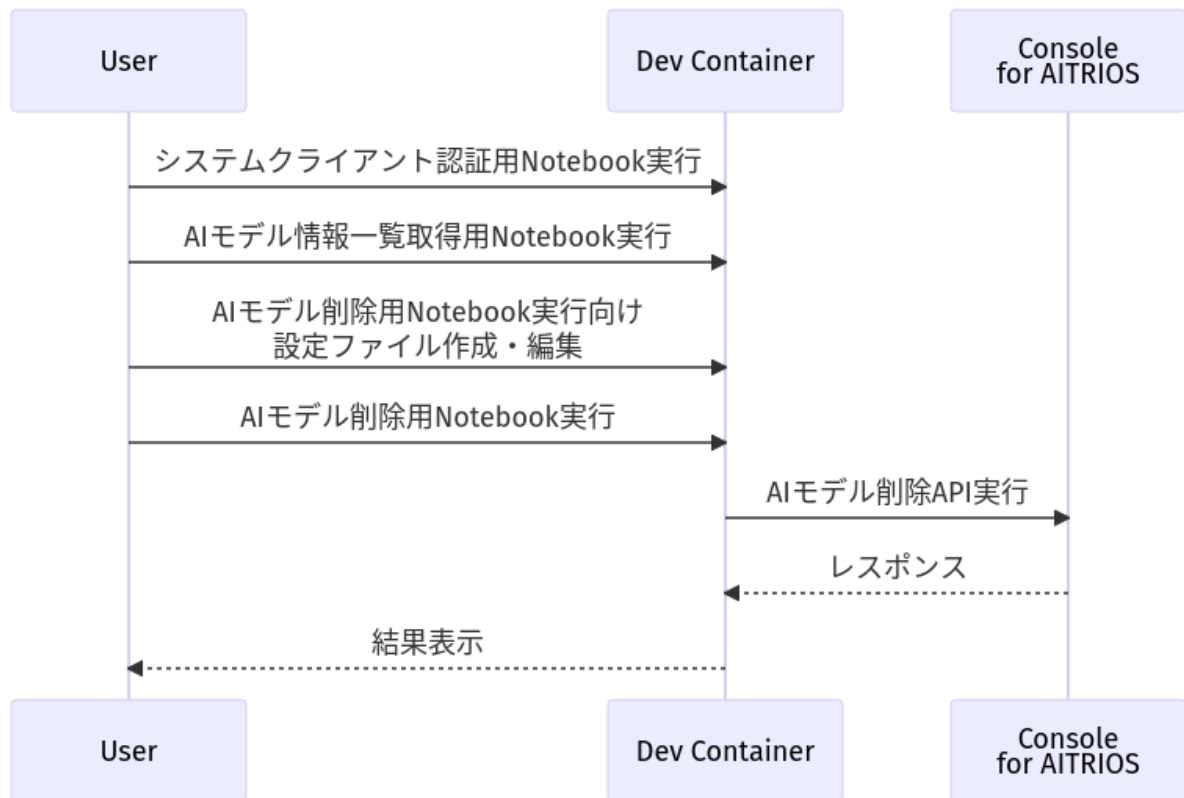 User
Dev Container
Console
for AITRIOS
システムクライアント認証用Notebook実行
AIモデル情報一覧取得用Notebook実行
AIモデル削除用Notebook実行向け
設定ファイル作成・編集
AIモデル削除用Notebook実行
AIモデル削除API実行
レスポンス
結果表示
User
Dev Container
Console
for AITRIOS